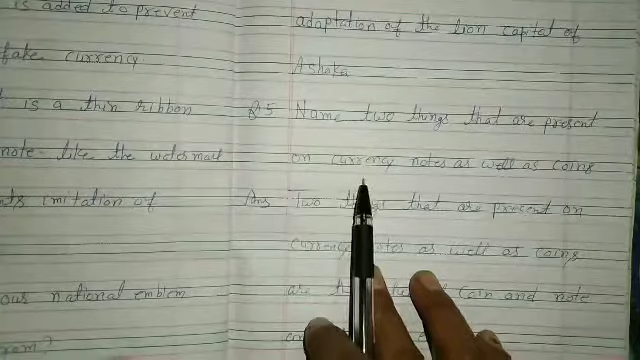 is added to prevent
fake currency
is a thin ribbon
note like the watermark
imitation of
ous national emblem
adaptation of the lion capital of
Ashoka
Q5 Name two things that are present
on currency notes as well as coins
Ans Two that are present on
currency notes as well as coins
are coin and note